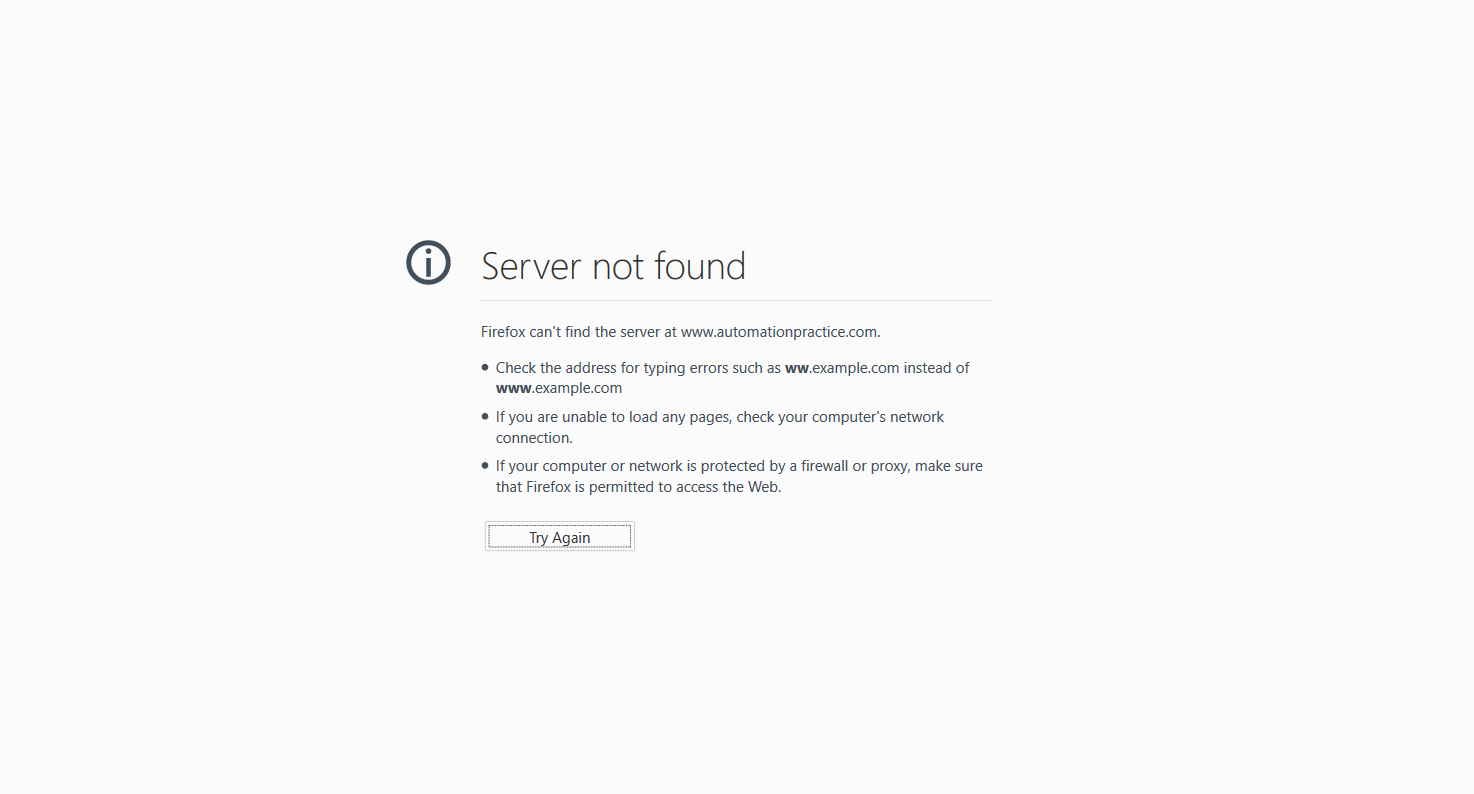 Server not found
Firefox can't find the server at www.automationpractice.com.
Check the address for typing errors such as ww.example.com instead of
www.example.com
If you are unable to load any pages, check your computer's network
connection.
If your computer or network is protected by a firewall or proxy, make sure
that Firefox is permitted to access the Web.
Try Again